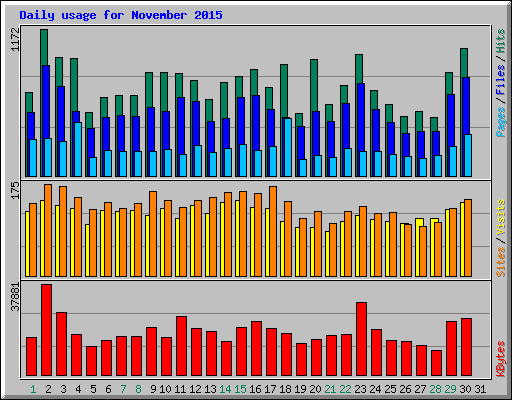 Daily usage for November 2015
1172
175
37881
Pages / Files / Hits
Sites / Visits
KBytes
1 2 3 4 5 6 7 8 9 10 11 12 13 14 15 16 17 18 19 20 21 22 23 24 25 26 27 28 29 30 31